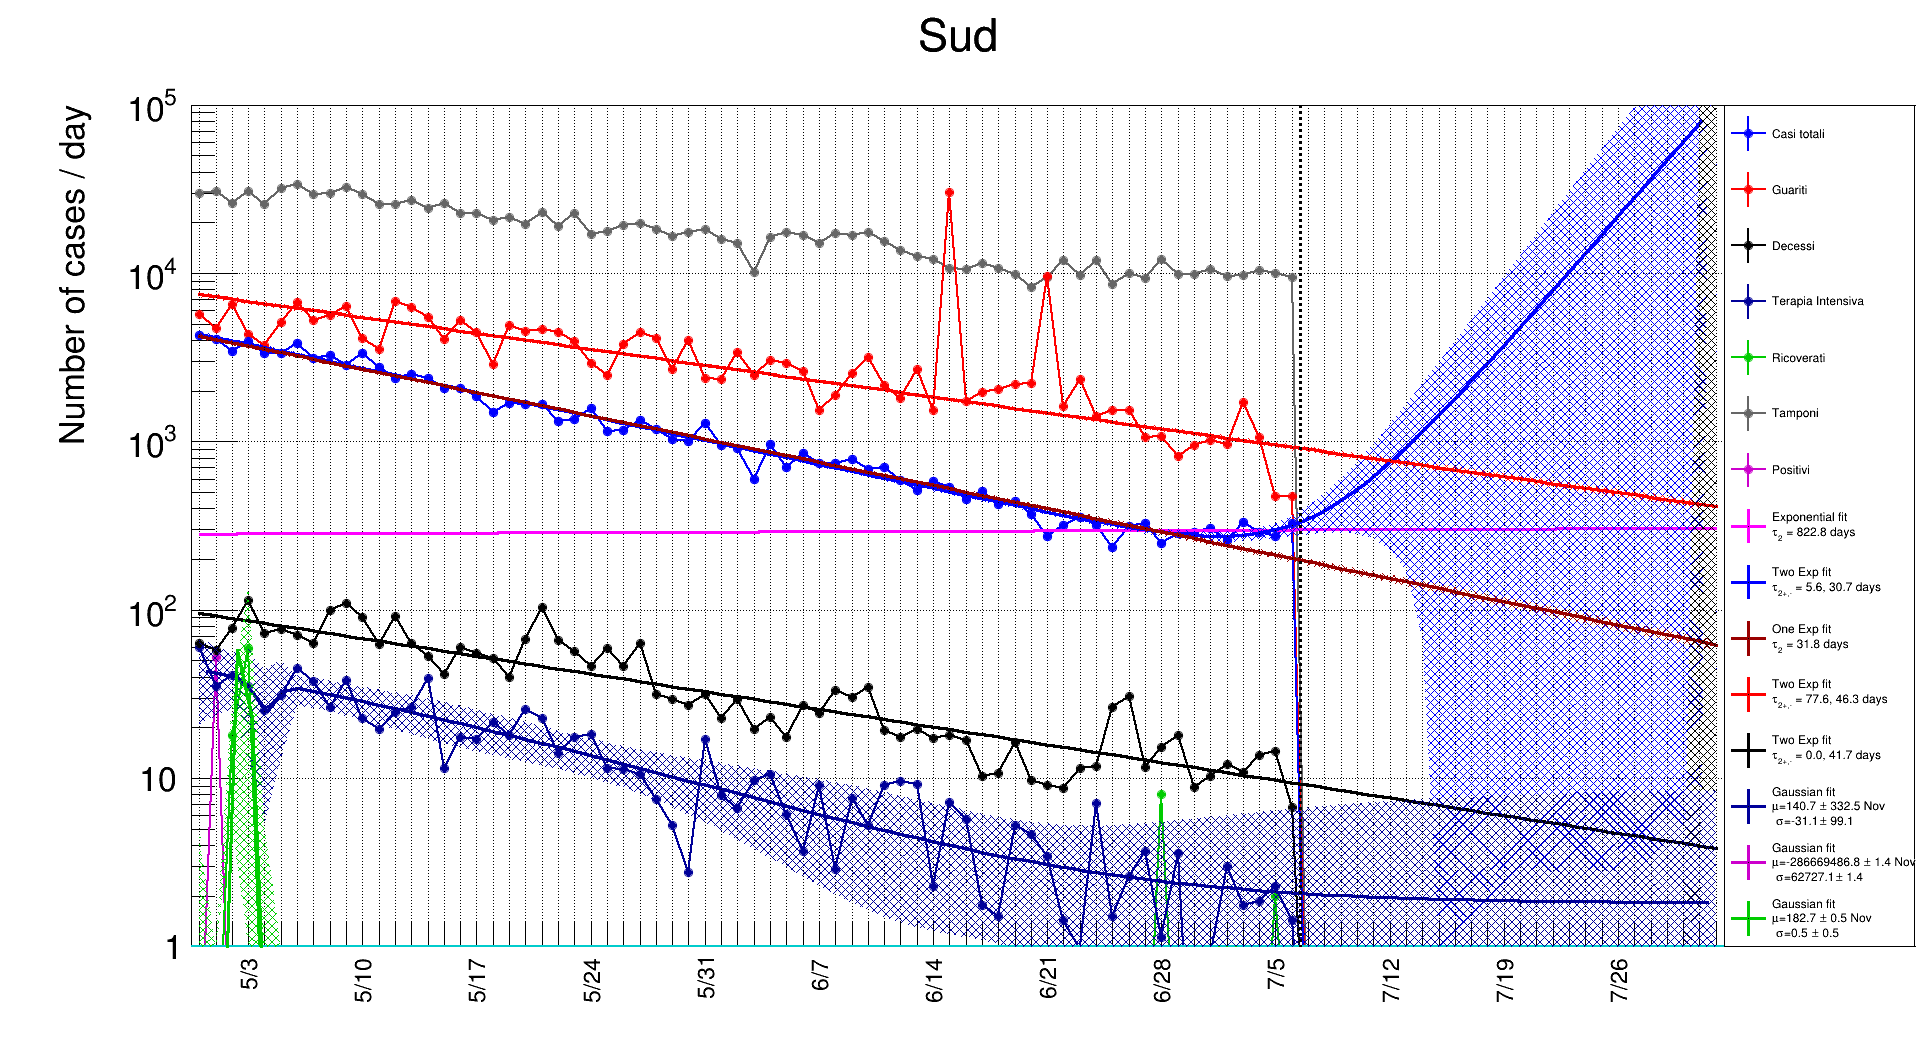 Sud
Number of cases / day
10^5
10^4
10^3
10^2
10
1
5/3
5/10
5/17
5/24
5/31
6/7
6/14
6/21
6/28
7/5
7/12
7/19
7/26
Casi totali
Guariti
Decessi
Terapia Intensiva
Ricoverati
Tamponi
Positivi
Exponential fit
τ2 = 822.8 days
Two Exp fit
τ2+,- = 5.6, 30.7 days
One Exp fit
τ2 = 31.8 days
Two Exp fit
τ2+,- = 77.6, 46.3 days
Two Exp fit
τ2+,- = 0.0, 41.7 days
Gaussian fit
μ=140.7 ± 332.5 Nov
σ=-31.1 ± 99.1
Gaussian fit
μ=-286669486.8 ± 1.4 Nov
σ=62727.1 ± 1.4
Gaussian fit
μ=182.7 ± 0.5 Nov
σ=0.5 ± 0.5